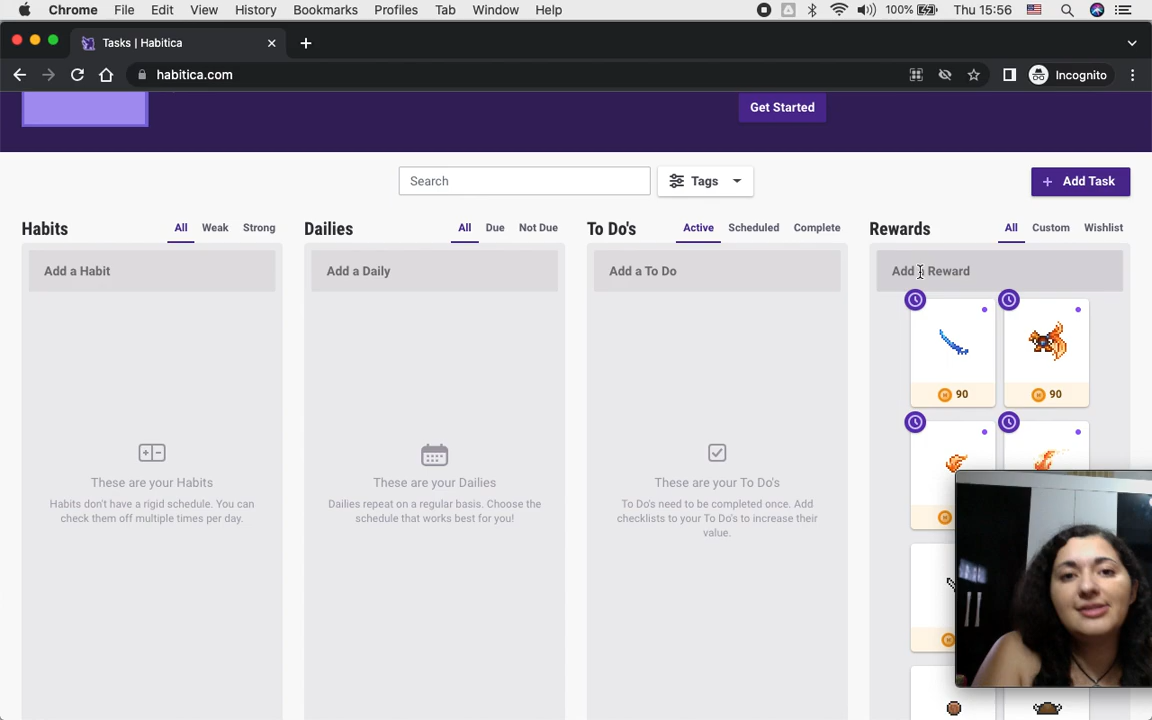 Chrome File Edit View History Bookmarks Profiles Tab Window Help 100% Thu 15:56
Tasks | Habitica
habitica.com Incognito
Get Started
Search Tags + Add Task
Habits All Weak Strong Dailies All Due Not Due To Do's Active Scheduled Complete Rewards All Custom Wishlist
Add a Habit Add a Daily Add a To Do Add a Reward
90 90
These are your Habits These are your Dailies These are your To Do's
Habits don't have a rigid schedule. You can Dailies repeat on a regular basis. Choose the To Do's need to be completed once. Add
check them off multiple times per day. schedule that works best for you! checklists to your To Do's to increase their
value.